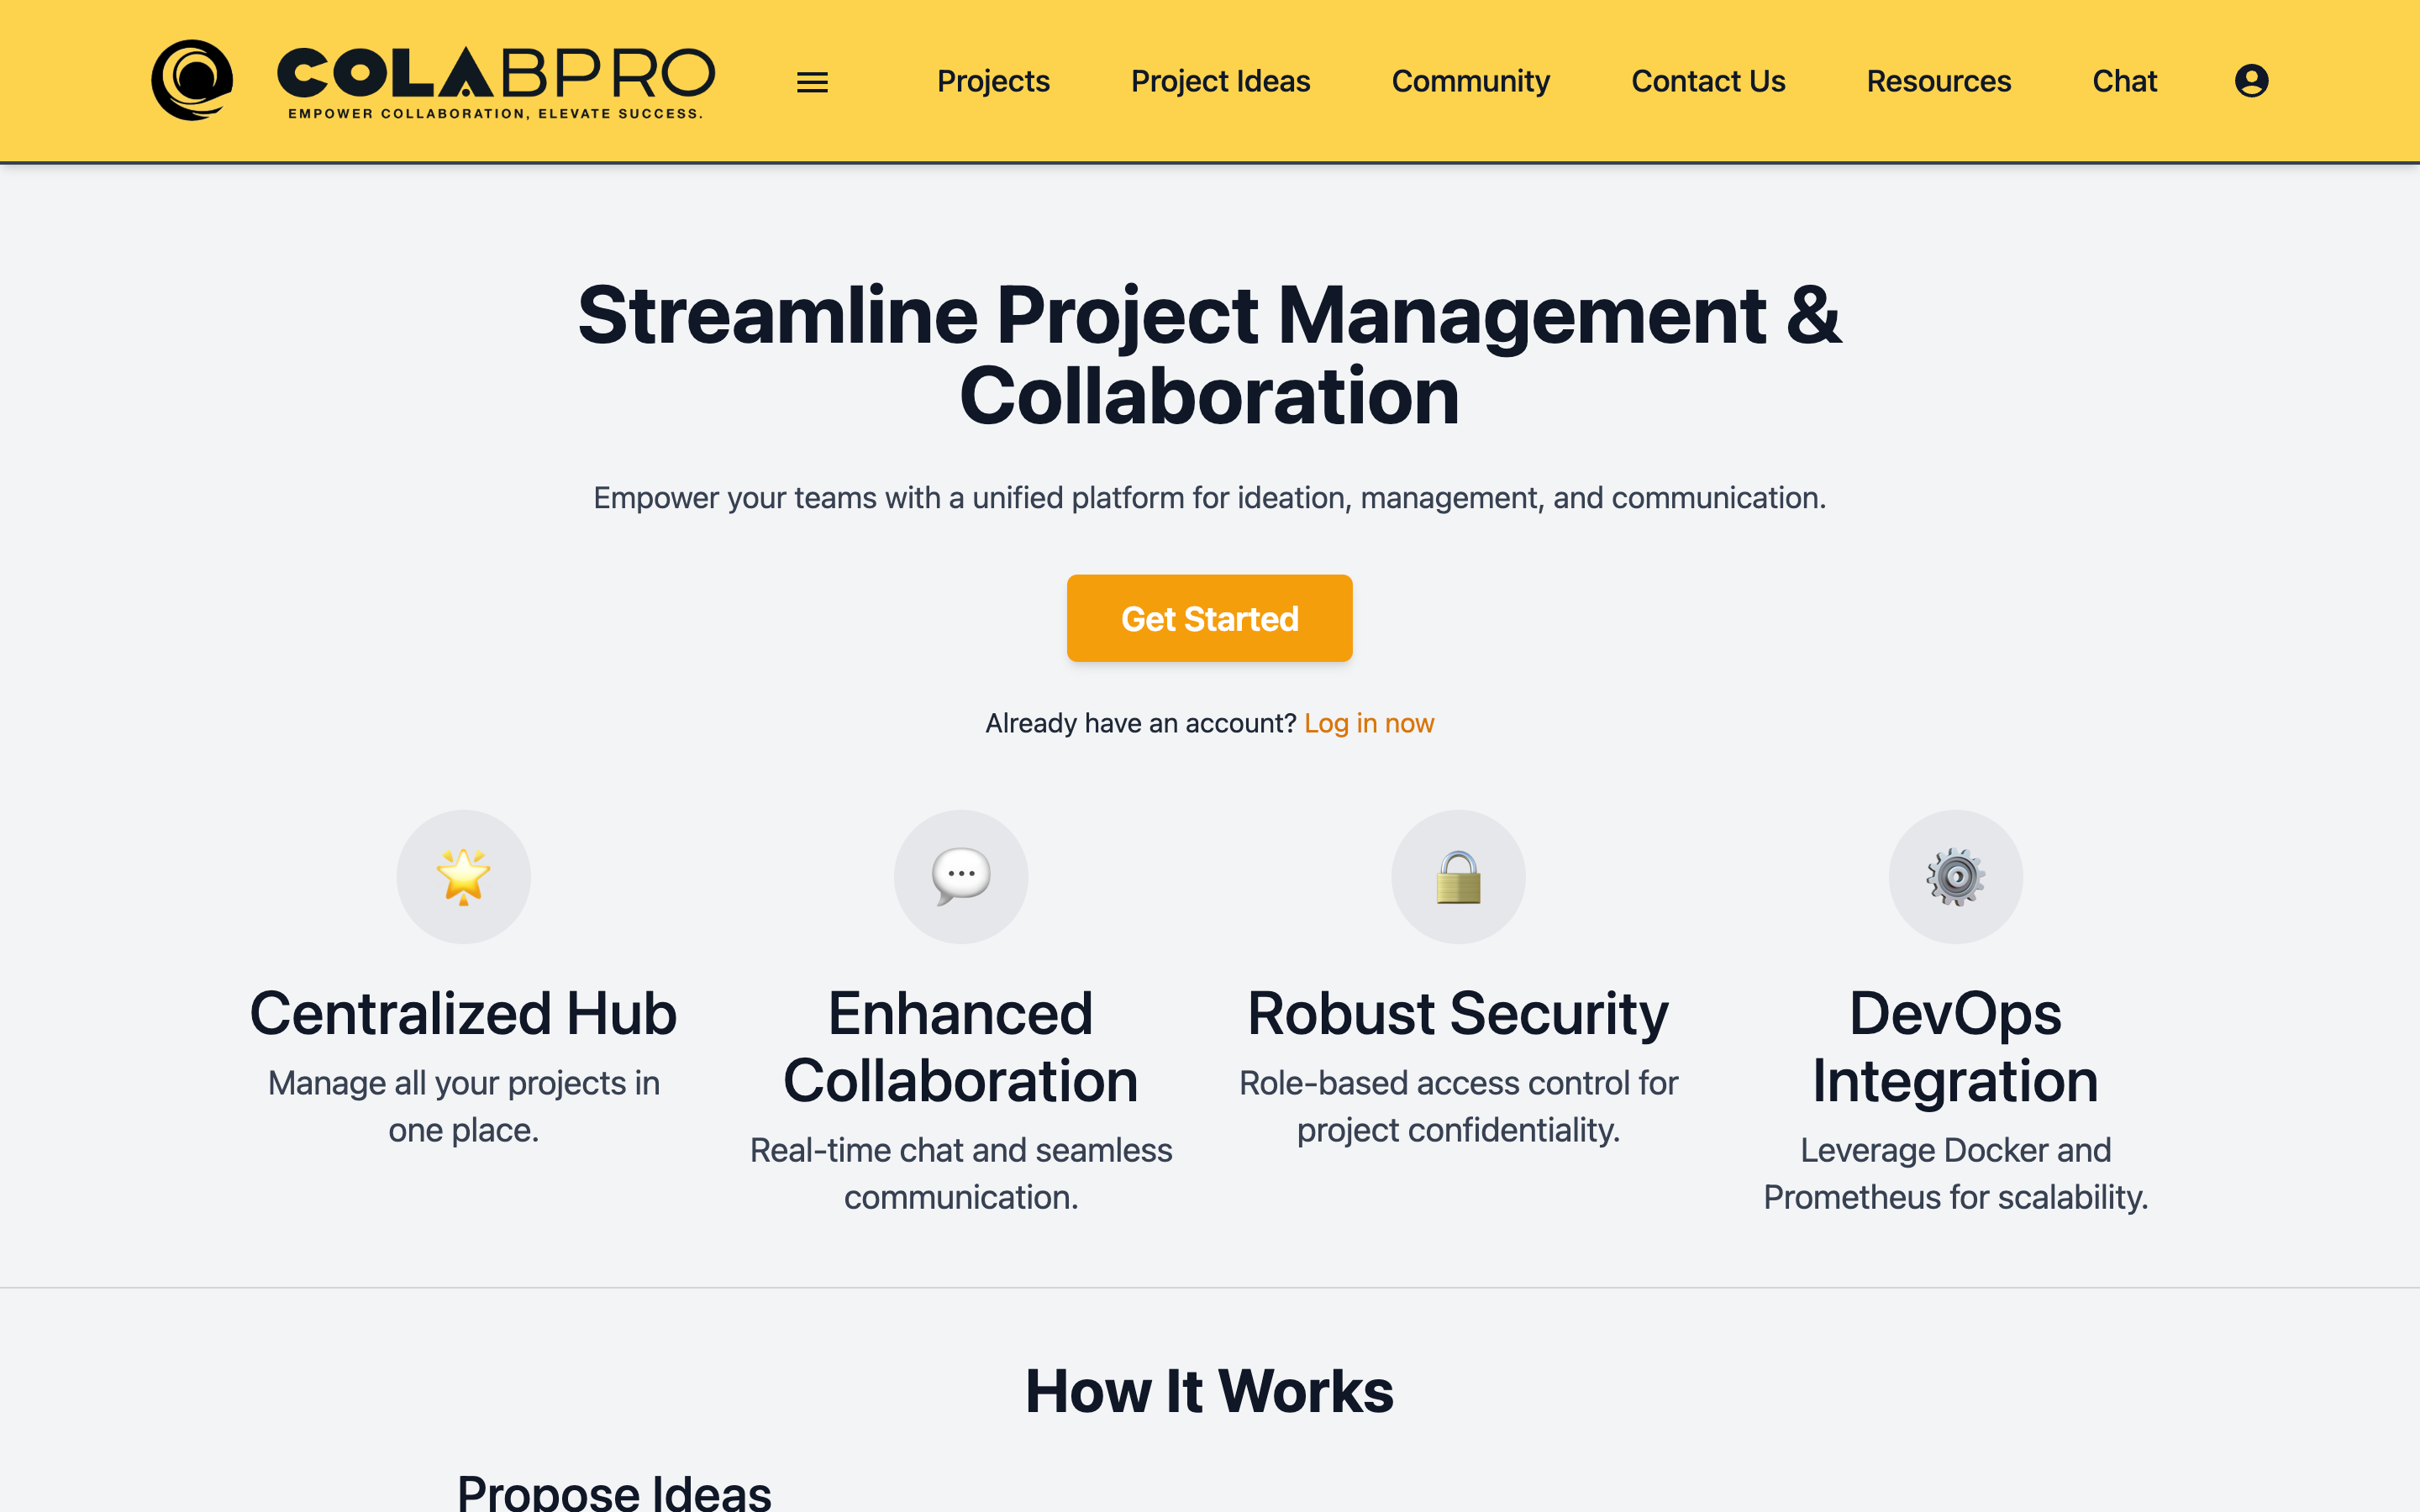 COLABPRO
EMPOWER COLLABORATION, ELEVATE SUCCESS.
Projects
Project Ideas
Community
Contact Us
Resources
Chat
Streamline Project Management &
Collaboration
Empower your teams with a unified platform for ideation, management, and communication.
Get Started
Already have an account? Log in now
Centralized Hub
Manage all your projects in
one place.
Enhanced
Collaboration
Real-time chat and seamless
communication.
Robust Security
Role-based access control for
project confidentiality.
DevOps
Integration
Leverage Docker and
Prometheus for scalability.
How It Works
Propose Ideas